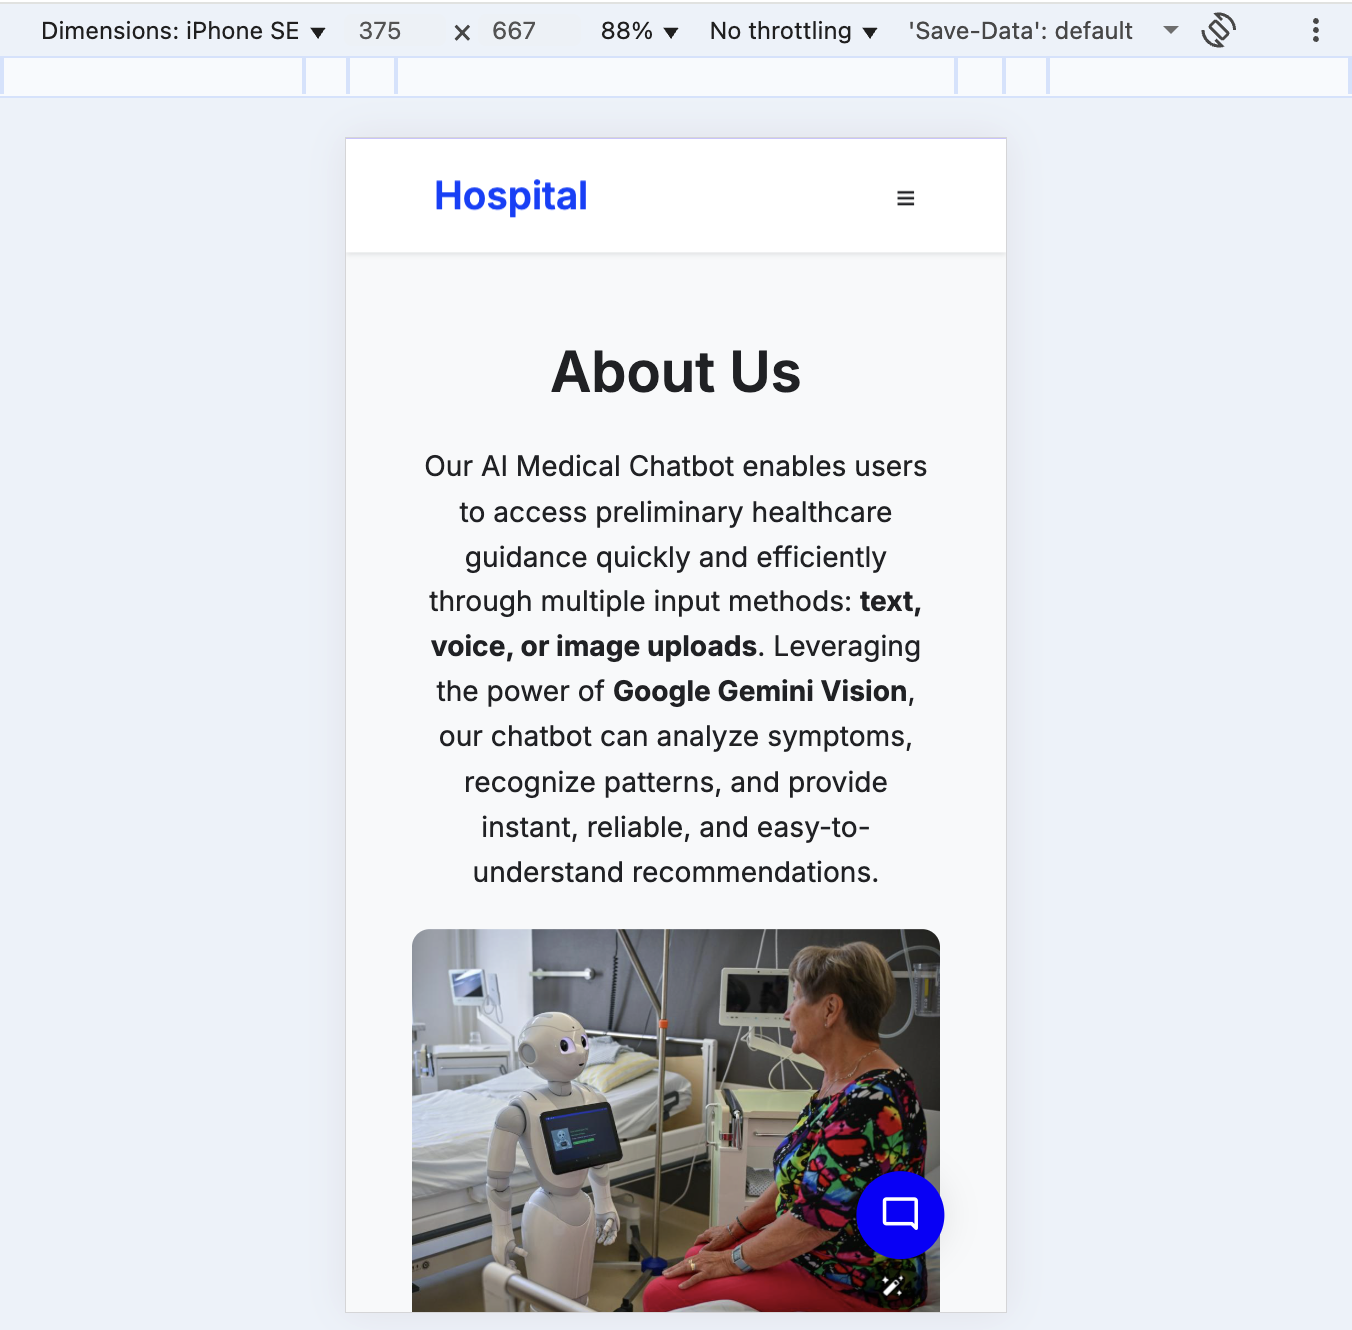 Dimensions: iPhone SE ▼ 375 × 667 88% ▼ No throttling ▼ 'Save-Data': default
Hospital
About Us
Our AI Medical Chatbot enables users
to access preliminary healthcare
guidance quickly and efficiently
through multiple input methods: text,
voice, or image uploads. Leveraging
the power of Google Gemini Vision,
our chatbot can analyze symptoms,
recognize patterns, and provide
instant, reliable, and easy-to-
understand recommendations.